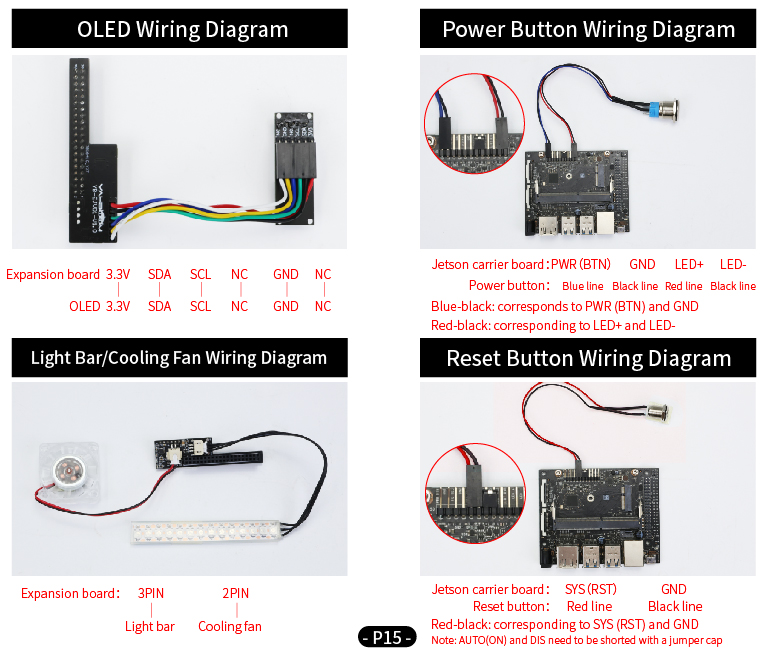 OLED Wiring Diagram
Expansion board 3.3V SDA SCL NC GND NC
OLED 3.3V SDA SCL NC GND NC
Power Button Wiring Diagram
Jetson carrier board: PWR (BTN) GND LED+ LED-
Power button: Blue line Black line Red line Black line
Blue-black: corresponds to PWR (BTN) and GND
Red-black: corresponding to LED+ and LED-
Light Bar/Cooling Fan Wiring Diagram
Expansion board: 3PIN 2PIN
Light bar Cooling fan
Reset Button Wiring Diagram
Jetson carrier board: SYS (RST) GND
Reset button: Red line Black line
Red-black: corresponding to SYS (RST) and GND
Note: AUTO(ON) and DIS need to be shorted with a jumper cap
- P15 -